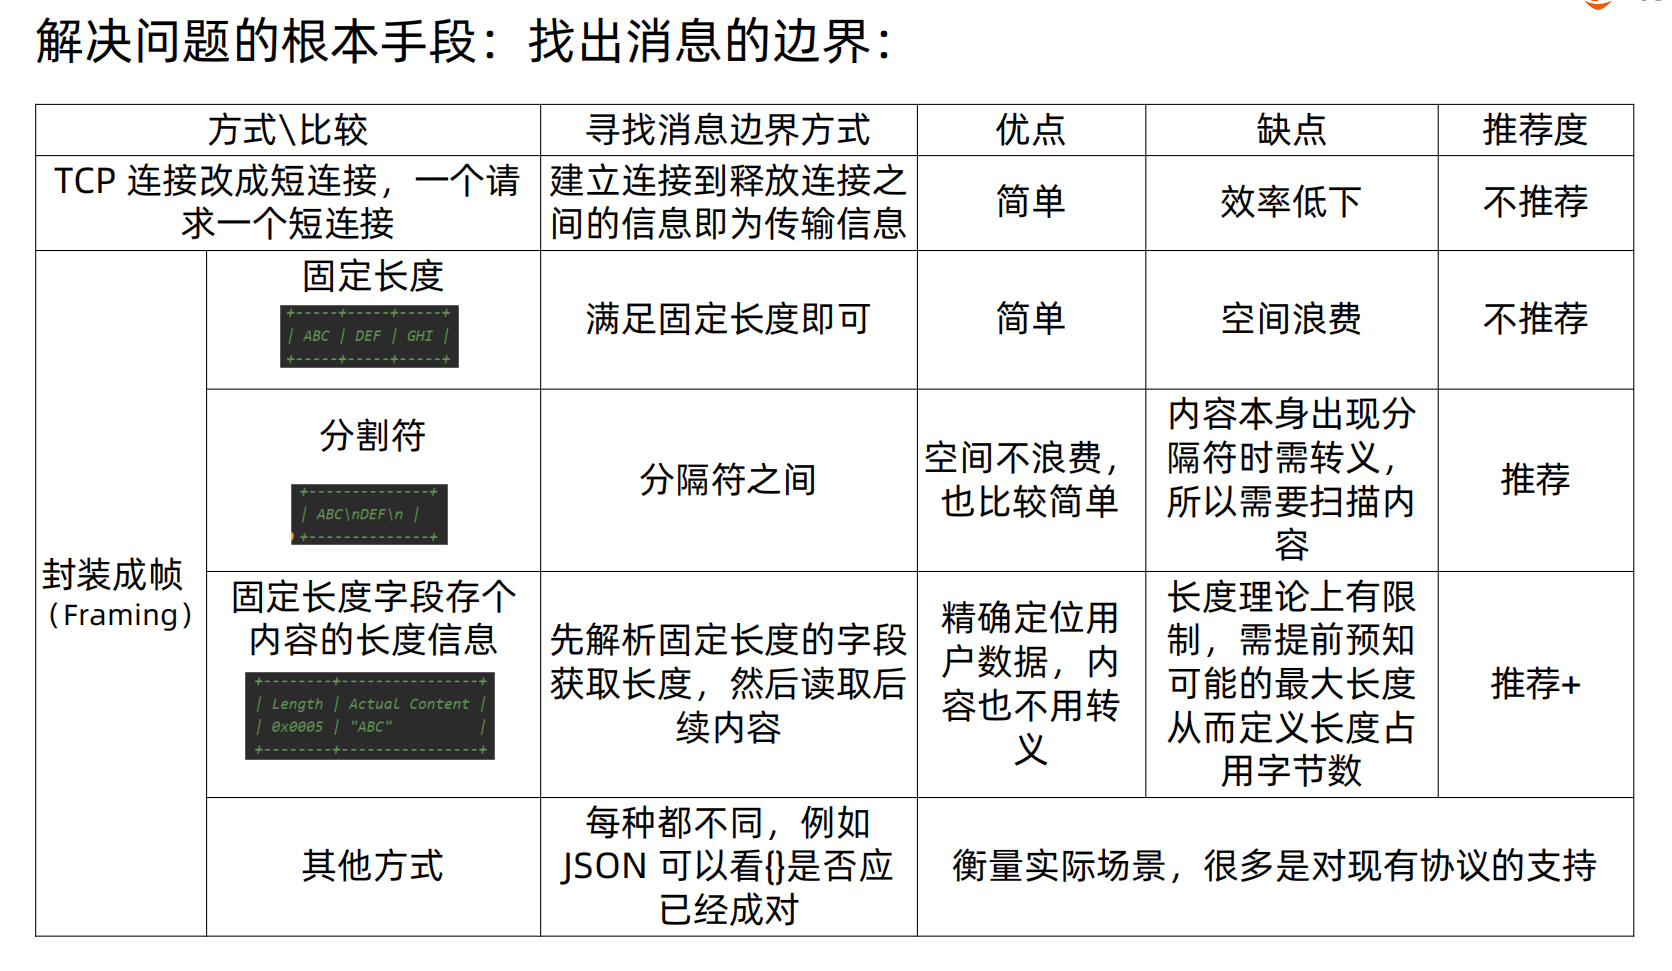 解决问题的根本手段：找出消息的边界：
方式\比较
寻找消息边界方式
优点
缺点
推荐度
TCP 连接改成短连接，一个请
求一个短连接
建立连接到释放连接之
间的信息即为传输信息
简单
效率低下
不推荐
封装成帧
（Framing）
固定长度
+-----+-----+-----+
| ABC | DEF | GHI |
+-----+-----+-----+
满足固定长度即可
简单
空间浪费
不推荐
分割符
+--------------+
| ABC\nDEF\n |
+--------------+
分隔符之间
空间不浪费，
也比较简单
内容本身出现分
隔符时需转义，
所以需要扫描内
容
推荐
固定长度字段存个
内容的长度信息
+--------+----------------+
| Length | Actual Content |
| 0x0005 | "ABC" |
+--------+----------------+
先解析固定长度的字段
获取长度，然后读取后
续内容
精确定位用
户数据，内
容也不用转
义
长度理论上有限
制，需提前预知
可能的最大长度
从而定义长度占
用字节数
推荐+
其他方式
每种都不同，例如
JSON 可以看{}是否应
已经成对
衡量实际场景，很多是对现有协议的支持